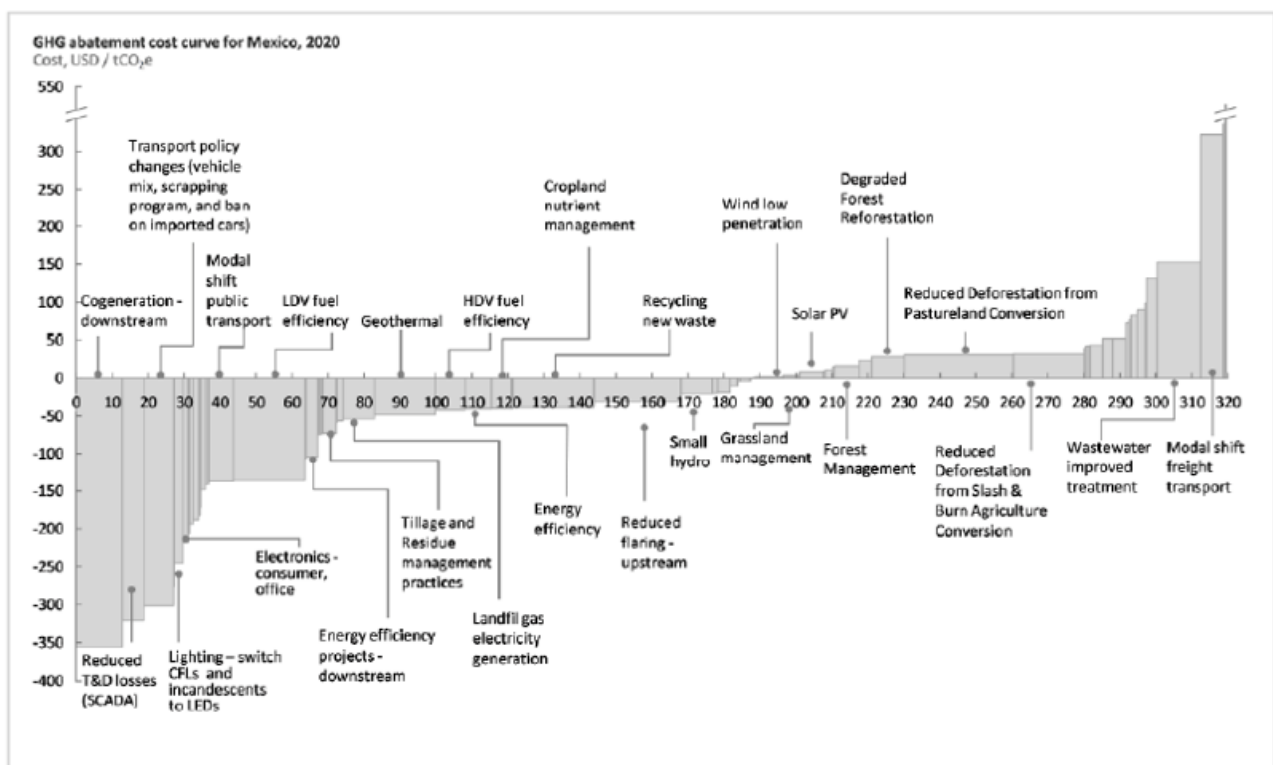 GHG abatement cost curve for Mexico, 2020
Cost, USD / tCO₂e
550
300
250
200
150
100
50
0
-50
-100
-150
-200
-250
-300
-350
-400
0 10 20 30 40 50 60 70 80 90 100 110 120 130 140 150 160 170 180 190 200 210 220 230 240 250 260 270 280 290 300 310 320
Cogeneration -
downstream
Transport policy
changes (vehicle
mix, scrapping
program, and ban
on imported cars)
Modal
shift
public
transport
LDV fuel
efficiency
Geothermal
HDV fuel
efficiency
Cropland
nutrient
management
Recycling
new waste
Wind low
penetration
Solar PV
Degraded
Forest
Reforestation
Reduced Deforestation from
Pastureland Conversion
Reduced
T&D losses
(SCADA)
Lighting – switch
CFLs and
incandescents
to LEDs
Electronics -
consumer,
office
Energy efficiency
projects -
downstream
Tillage and
Residue
management
practices
Landfil gas
electricity
generation
Energy
efficiency
Reduced
flaring -
upstream
Small
hydro
Grassland
management
Forest
Management
Reduced
Deforestation
from Slash &
Burn Agriculture
Conversion
Wastewater
improved
treatment
Modal shift
freight
transport